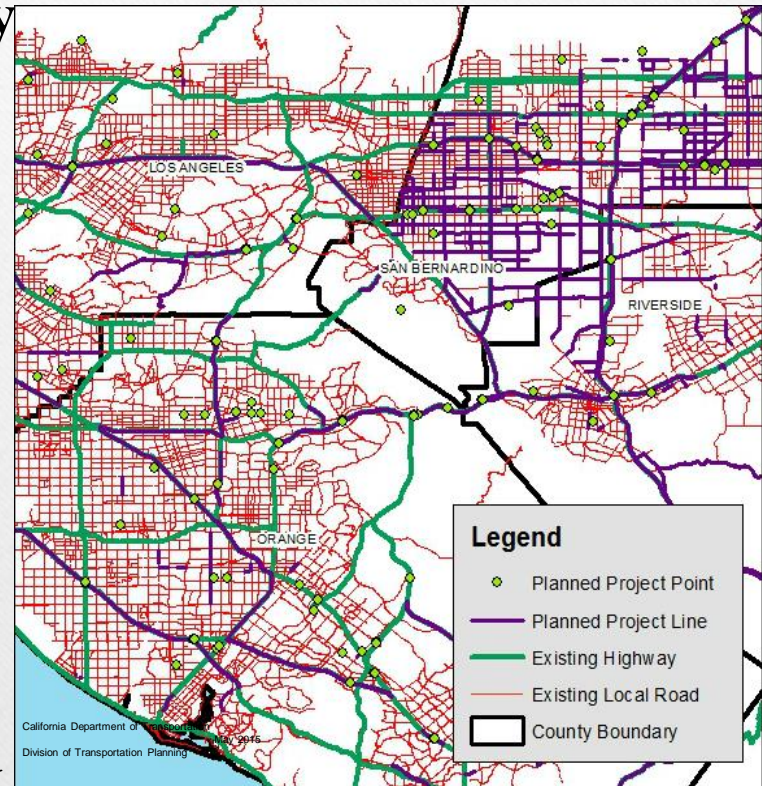 y
LOS ANGELES
SAN BERNARDINO
RIVERSIDE
ORANGE
Legend
Planned Project Point
Planned Project Line
Existing Highway
Existing Local Road
County Boundary
California Department of Transportation
May 2015
Division of Transportation Planning